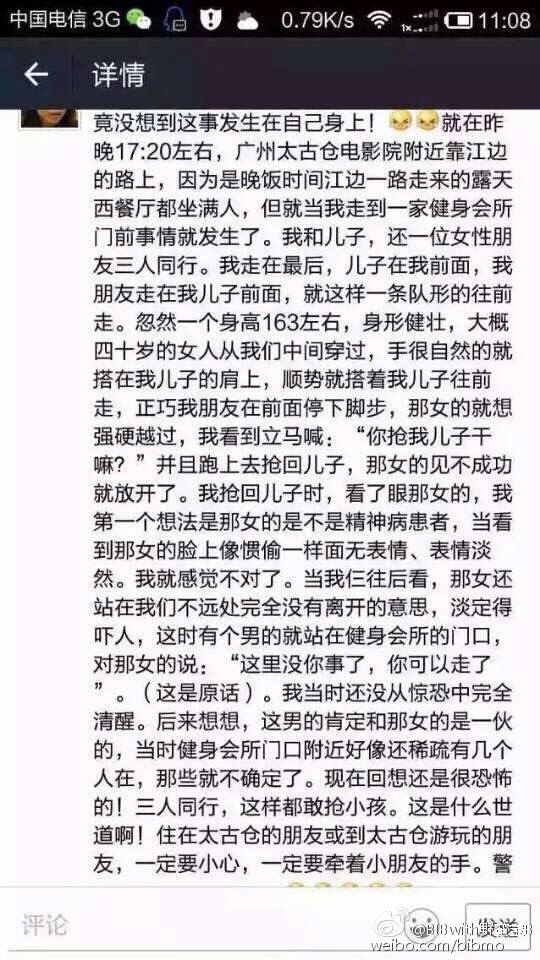 中国电信 3G 0.79K/s 1x 11:08
详情
竟没想到这事发生在自己身上！就在昨
晚17:20左右，广州太古仓电影院附近靠江边
的路上，因为是晚饭时间江边一路走来的露天
西餐厅都坐满人，但就当我走到一家健身会所
门前事情就发生了。我和儿子，还一位女性朋
友三人同行。我走在最后，儿子在我前面，我
朋友走在我儿子前面，就这样一条队形的往前
走。忽然一个身高163左右，身形健壮，大概
四十岁的女人从我们中间穿过，手很自然的就
搭在我儿子的肩上，顺势就搭着我儿子往前
走，正巧我朋友在前面停下脚步，那女的就想
强硬越过，我看到立马喊：“你抢我儿子干
嘛？”并且跑上去抢回儿子，那女的见不成功
就放开了。我抢回儿子时，看了眼那女的，我
第一个想法是那女的是不是精神病患者，当看
到那女的脸上像惯偷一样面无表情、表情淡
然。我就感觉不对了。当我仨往后看，那女还
站在我们不远处完全没有离开的意思，淡定得
吓人，这时有个男的就站在健身会所的门口，
对那女的说：“这里没你事了，你可以走了
”。（这是原话）。我当时还没从惊恐中完全
清醒。后来想想，这男的肯定和那女的是一伙
的，当时健身会所门口附近好像还稀疏有几个
人在，那些就不确定了。现在回想还是很恐怖
的！三人同行，这样都敢抢小孩。这是什么世
道啊！住在太古仓的朋友或到太古仓游玩的朋
友，一定要小心，一定要牵着小朋友的手。警
评论
发送
weibo.com/bibmo